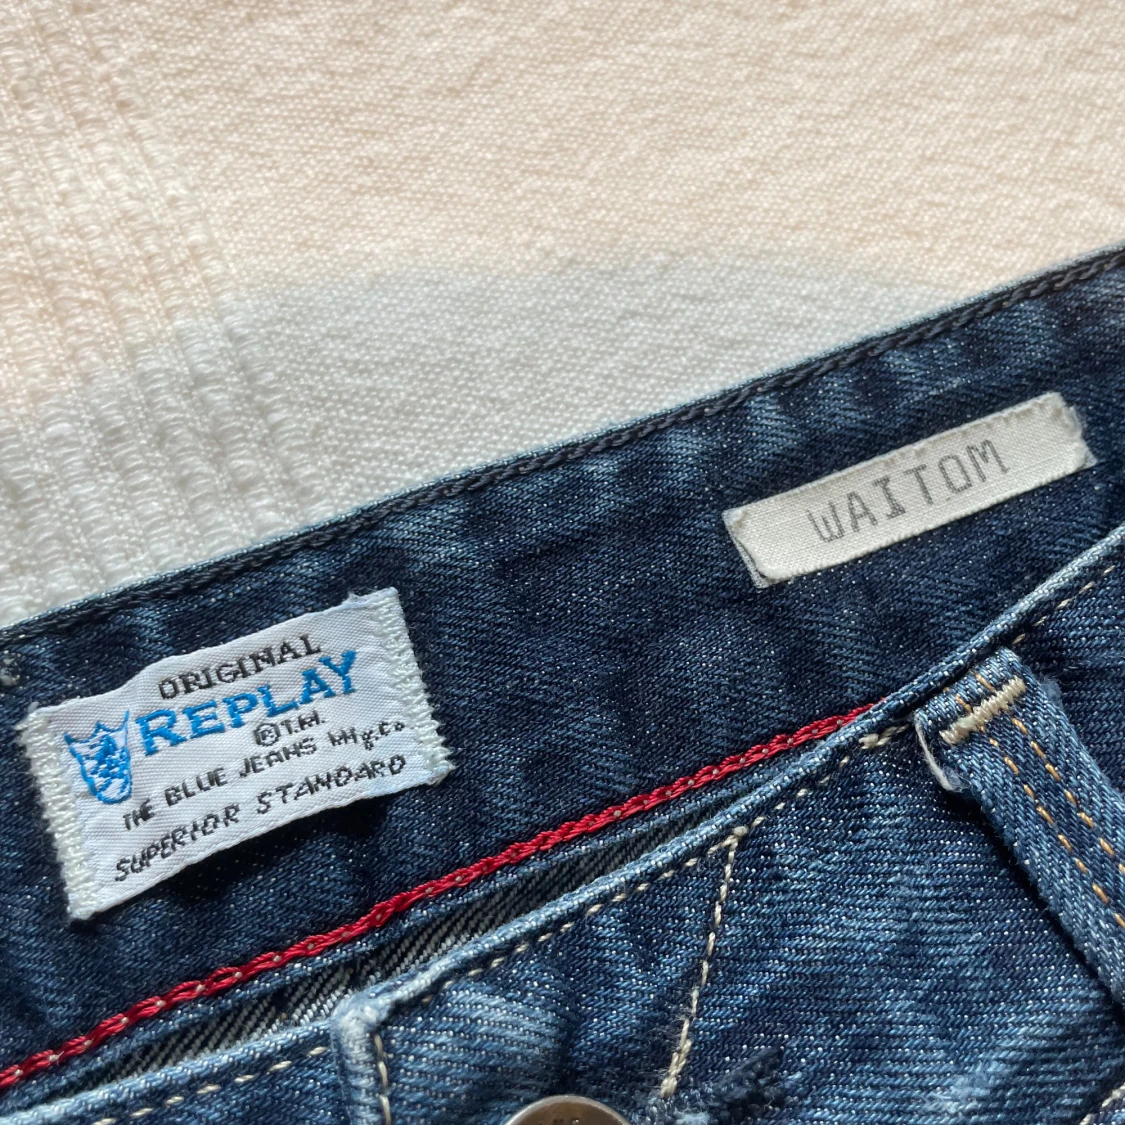 ORIGINAL
REPLAY
® T.M.
THE BLUE JEANS Mfg.Co
SUPERIOR STANDARD
WAITOM